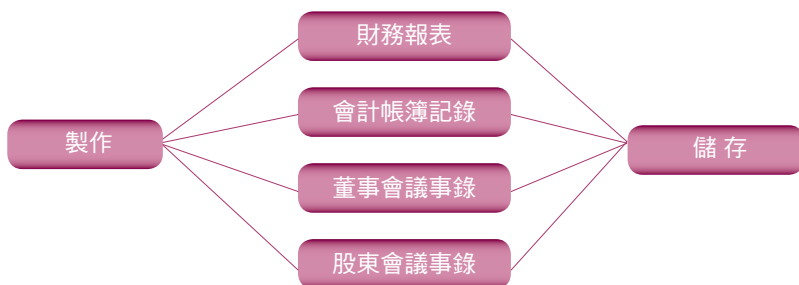 財務報表
會計帳簿記錄
製作
儲 存
董事會議事錄
股東會議事錄